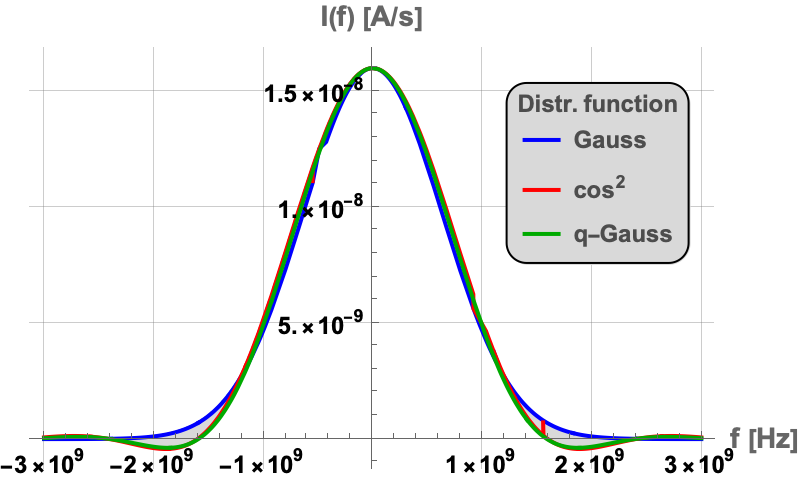 I(f) [A/s]
1.5×10⁻⁸
Distr. function
Gauss
cos²
q−Gauss
1.×10⁻⁸
5.×10⁻⁹
f [Hz]
−3×10⁹ −2×10⁹ −1×10⁹ 1×10⁹ 2×10⁹ 3×10⁹